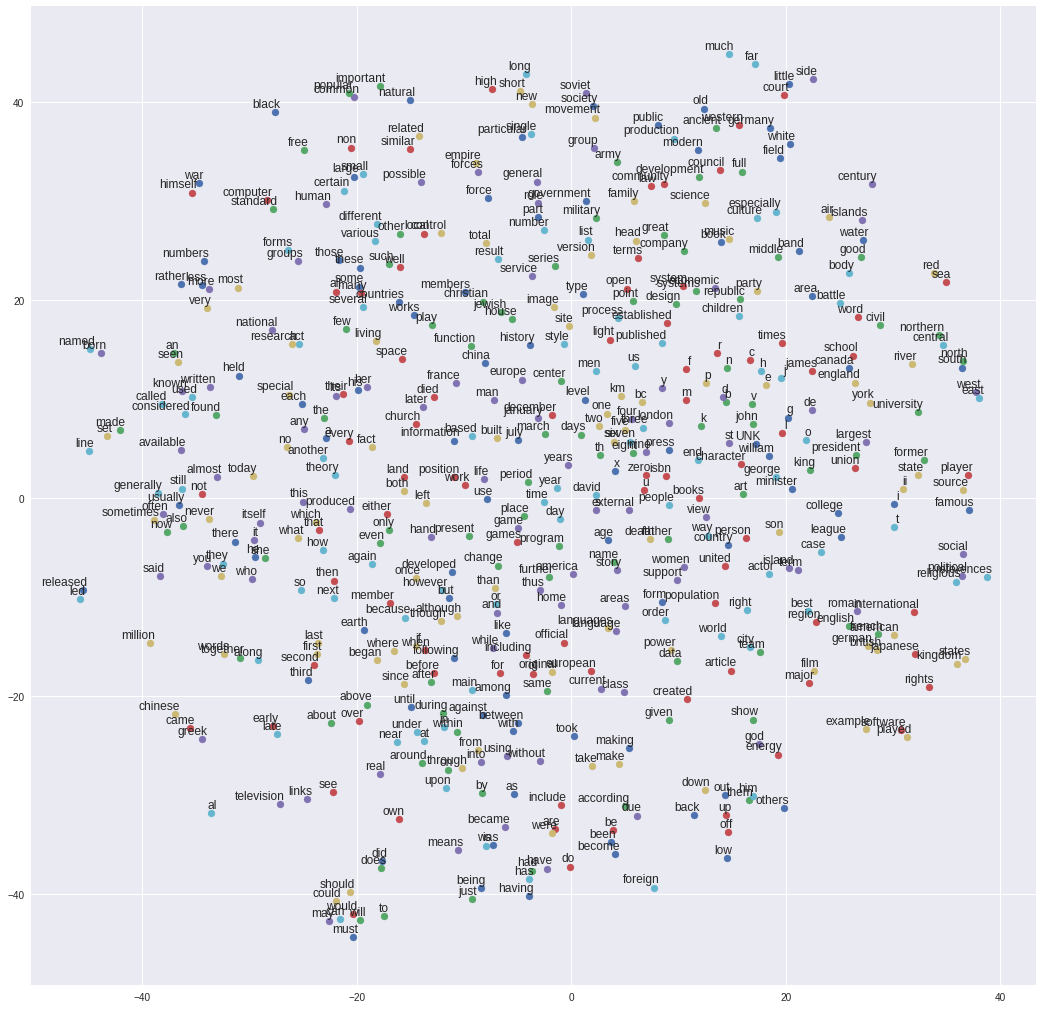 much
far
long
side
little
important
popular
common
high
short
soviet
court
natural
new
society
movement
black
old
public
western
ancient
germany
production
particular
single
related
white
free
non
similar
group
modern
field
empire
forces
army
small
large
community
law
development
council
full
war
himself
certain
possible
general
century
computer
standard
human
force
role
part
government
family
science
especially
culture
air
islands
different
number
military
various
other
local
control
list
head
great
book
music
water
forms
total
version
terms
company
middle
band
good
numbers
groups
those
these
such
well
result
series
service
body
red
sea
rather
less
more
most
some
many
all
members
christian
type
open
system
systems
economic
party
area
very
several
countries
works
jewish
house
image
point
design
republic
battle
word
national
few
play
site
process
established
children
civil
northern
central
research
act
living
function
history
style
light
published
times
named
born
an
seen
space
china
men
us
school
canada
river
north
south
held
europe
center
r
c
f
n
h
j
james
england
known
written
special
each
their
his
her
france
man
level
km
y
p
e
west
east
called
used
considered
found
died
later
january
december
one
bc
m
d
b
v
york
de
university
made
set
the
any
church
information
march
days
two
four
three
london
k
john
g
line
available
no
a
every
fact
based
built
july
five
six
seven
eight
nine
press
st
UNK
l
o
largest
president
another
theory
th
end
character
william
king
union
former
generally
still
almost
today
land
both
position
work
life
period
years
x
zero
isbn
george
minister
state
ii
player
source
usually
often
not
this
produced
either
left
use
time
year
david
u
people
books
art
i
famous
sometimes
now
also
never
itself
which
that
what
only
hand
present
place
game
day
s
external
view
college
t
there
it
he
she
how
even
games
program
age
death
father
way
country
person
son
league
you
they
we
who
again
developed
change
further
america
name
story
women
support
united
actor
island
term
case
social
political
religious
said
so
then
next
once
however
but
than
thus
released
led
member
because
though
although
or
and
home
areas
form
order
population
right
best
region
roman
international
million
words
together
along
last
first
second
third
earth
began
where
if
when
following
like
while
including
official
languages
language
power
data
world
city
team
english
french
german
british
american
japanese
kingdom
states
since
before
after
main
for
original
same
european
current
class
article
film
major
rights
chinese
came
greek
early
late
about
above
over
until
during
among
against
between
with
created
given
show
example
software
played
near
under
at
within
took
making
god
energy
around
through
on
from
into
using
without
take
make
real
al
television
links
see
upon
by
as
include
according
due
down
out
them
him
others
own
became
are
were
be
been
become
back
up
off
low
did
does
means
is
was
had
has
have
do
should
could
being
just
having
foreign
may
can
would
will
to
must
40
20
0
−20
−40
−40
−20
0
20
40